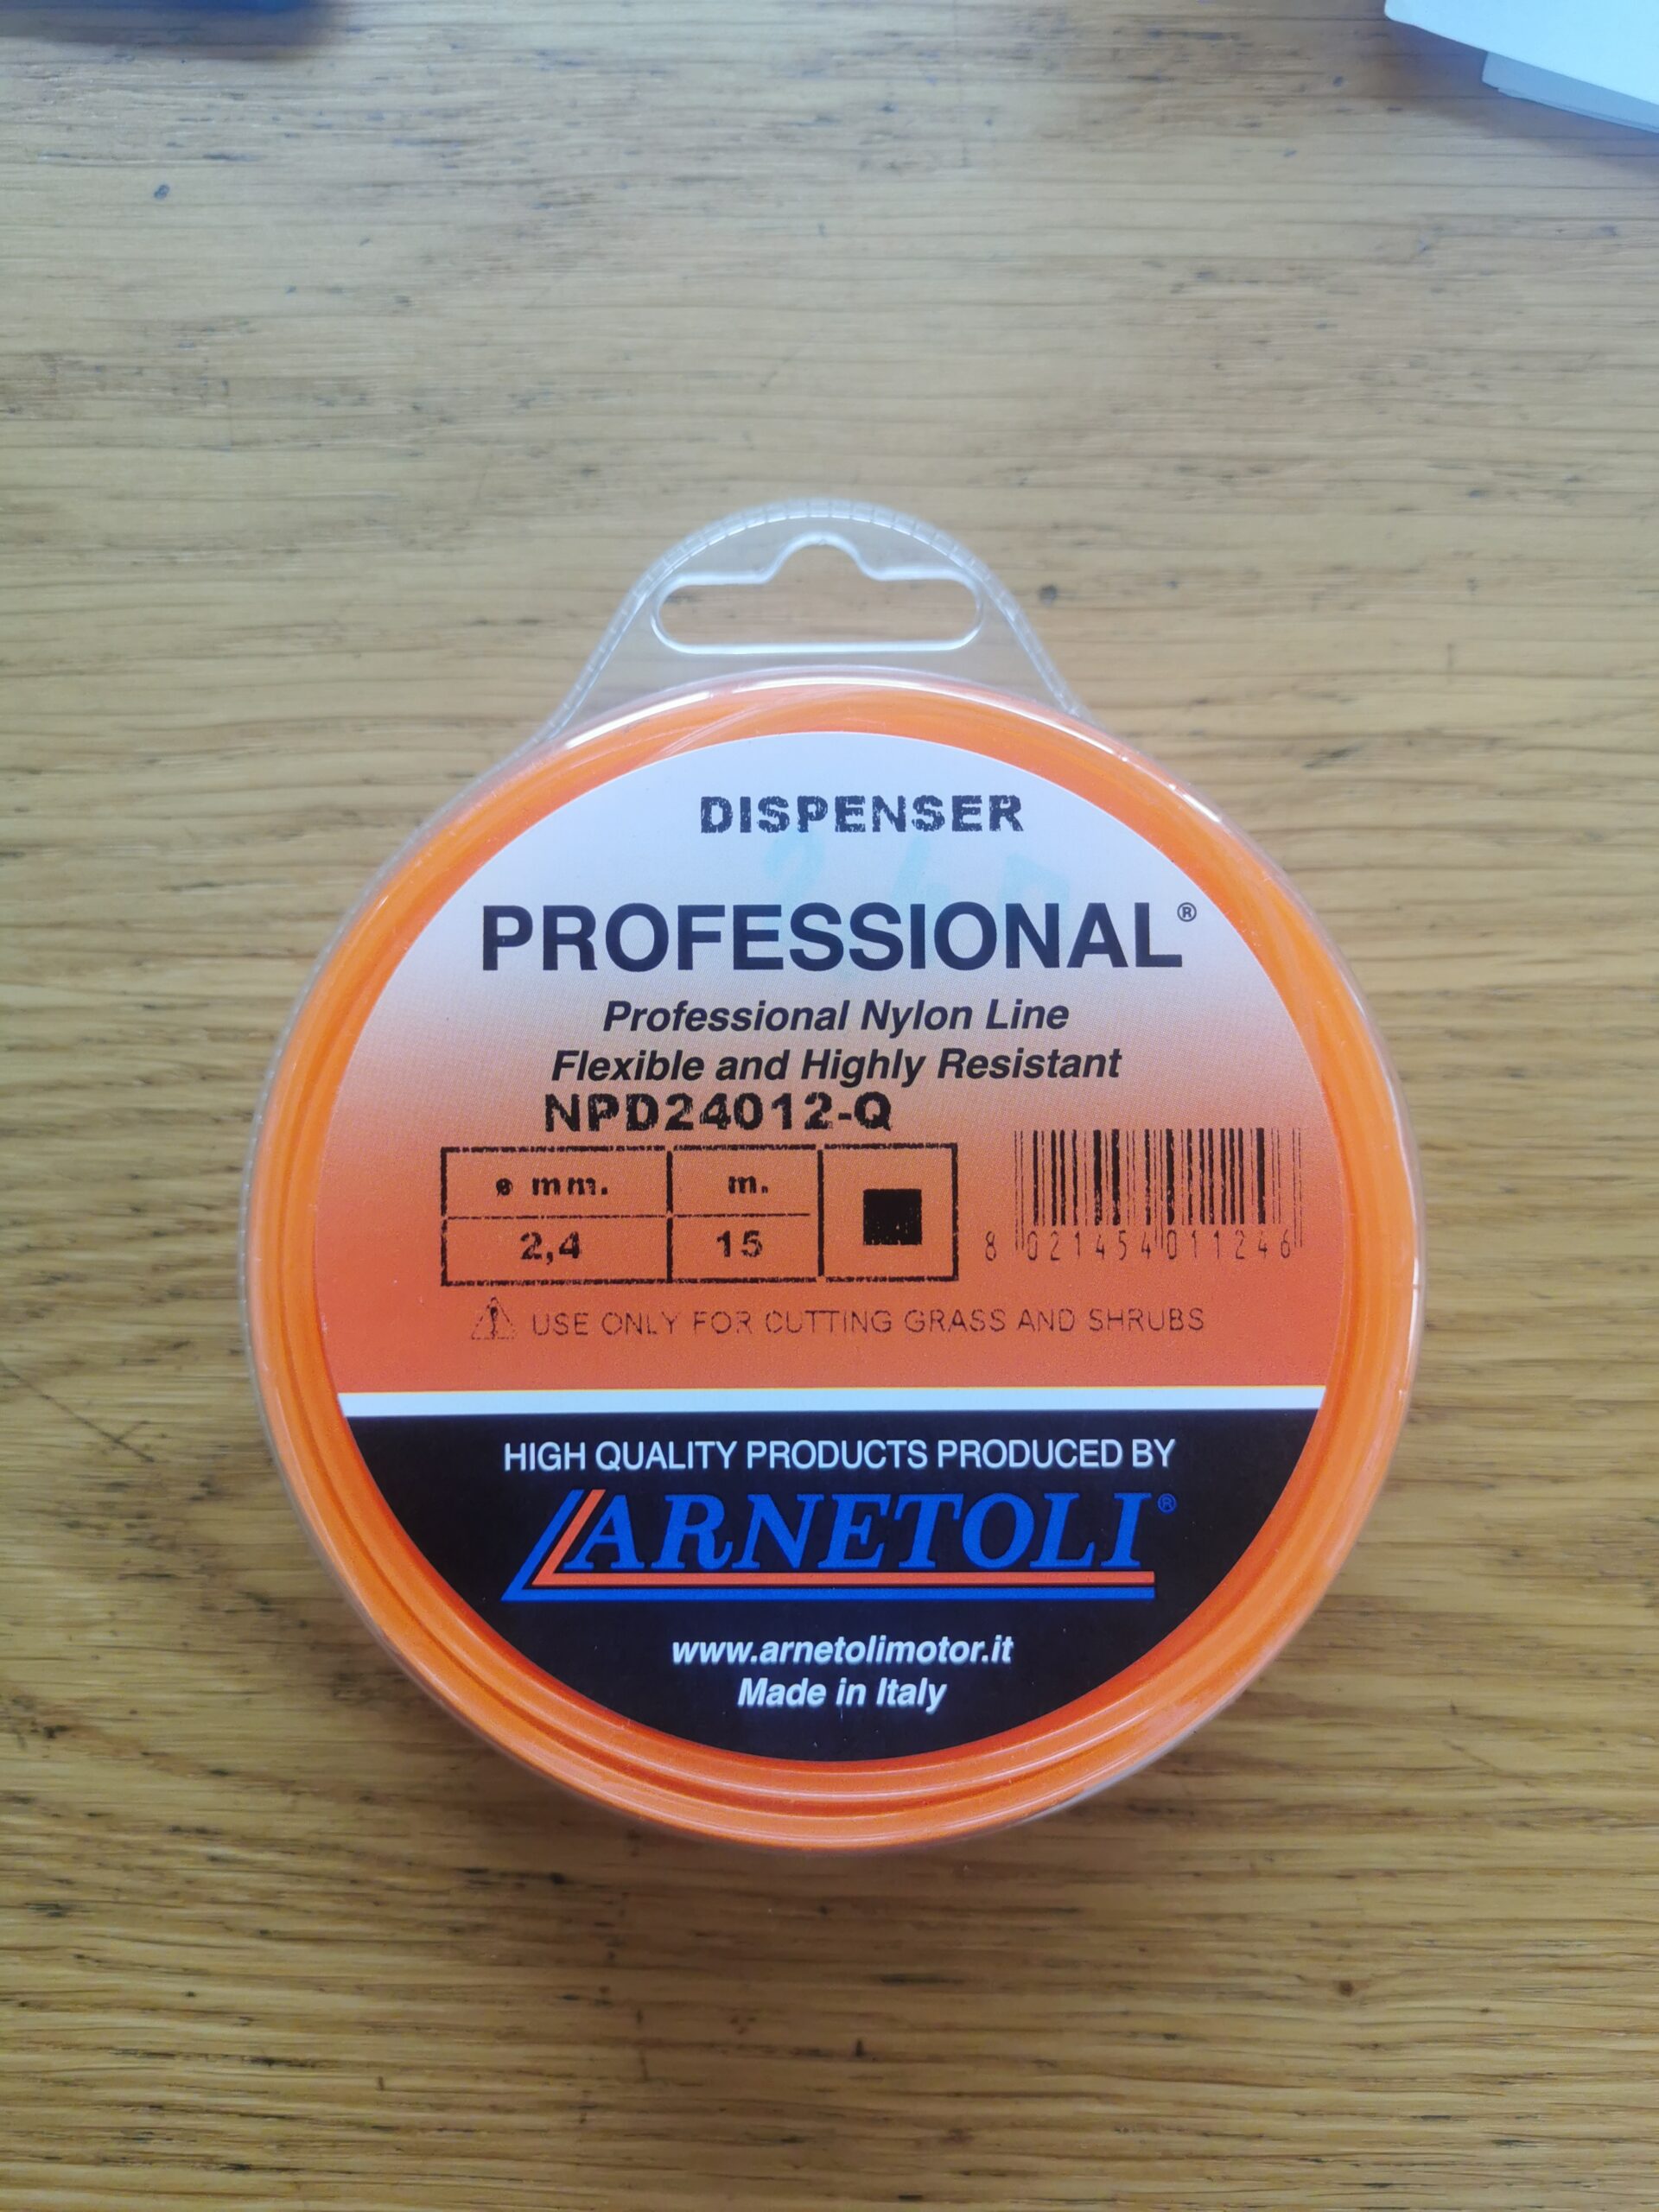 DISPENSER
PROFESSIONAL®
Professional Nylon Line
Flexible and Highly Resistant
NPD24012-Q
ø mm. m.
2,4 15
8 021454 011246
USE ONLY FOR CUTTING GRASS AND SHRUBS
HIGH QUALITY PRODUCTS PRODUCED BY
ARNETOLI®
www.arnetolimotor.it
Made in Italy